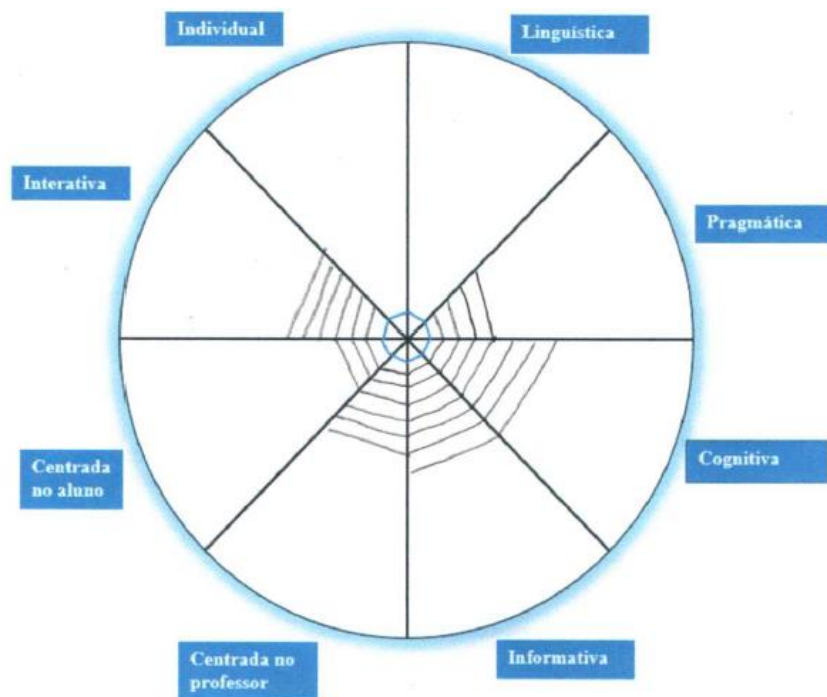 Individual
Linguística
Interativa
Pragmática
Centrada
no aluno
Cognitiva
Centrada no
professor
Informativa